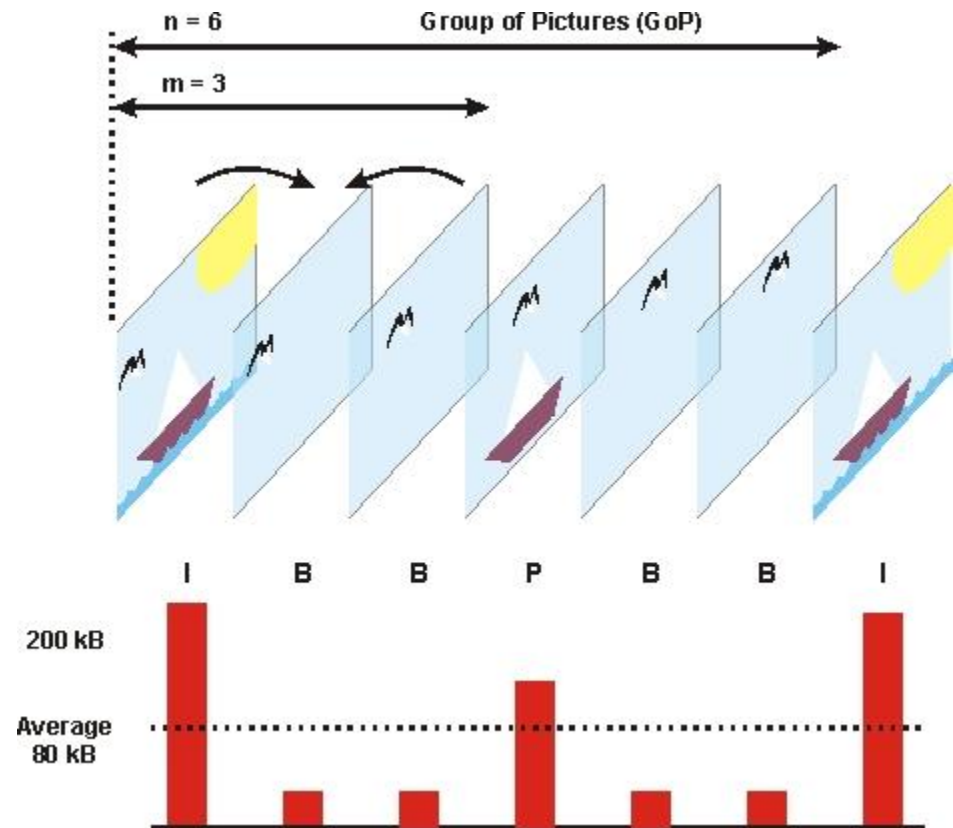 n = 6 Group of Pictures (GoP)
m = 3
I B B P B B I
200 kB
Average
80 kB